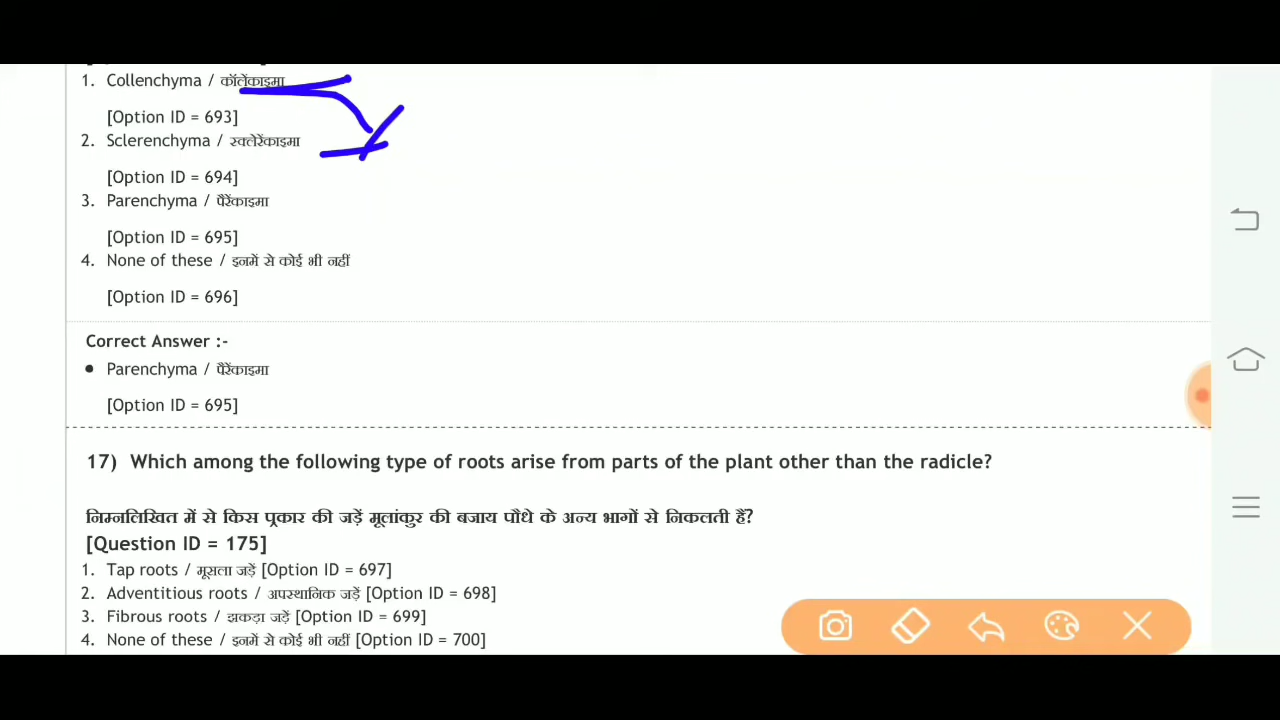 1. Collenchyma / कॉलेंकाइमा
[Option ID = 693]
2. Sclerenchyma / स्क्लेरेंकाइमा
[Option ID = 694]
3. Parenchyma / पैरेंकाइमा
[Option ID = 695]
4. None of these / इनमें से कोई भी नहीं
[Option ID = 696]
Correct Answer :-
• Parenchyma / पैरेंकाइमा
[Option ID = 695]
17) Which among the following type of roots arise from parts of the plant other than the radicle?
निम्नलिखित में से किस प्रकार की जड़ें मूलांकुर की बजाय पौधे के अन्य भागों से निकलती हैं?
[Question ID = 175]
1. Tap roots / मूसला जड़ें [Option ID = 697]
2. Adventitious roots / अपस्थानिक जड़ें [Option ID = 698]
3. Fibrous roots / झकड़ा जड़ें [Option ID = 699]
4. None of these / इनमें से कोई भी नहीं [Option ID = 700]